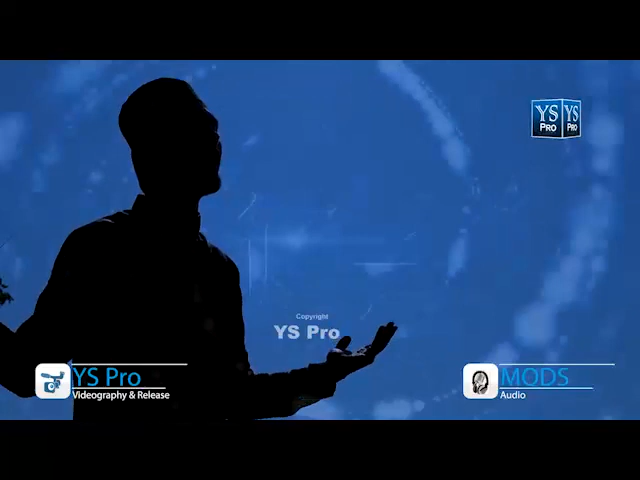 YS
Pro
YS
Pro
Copyright
YS Pro
YS Pro
Videography & Release
MODS
Audio